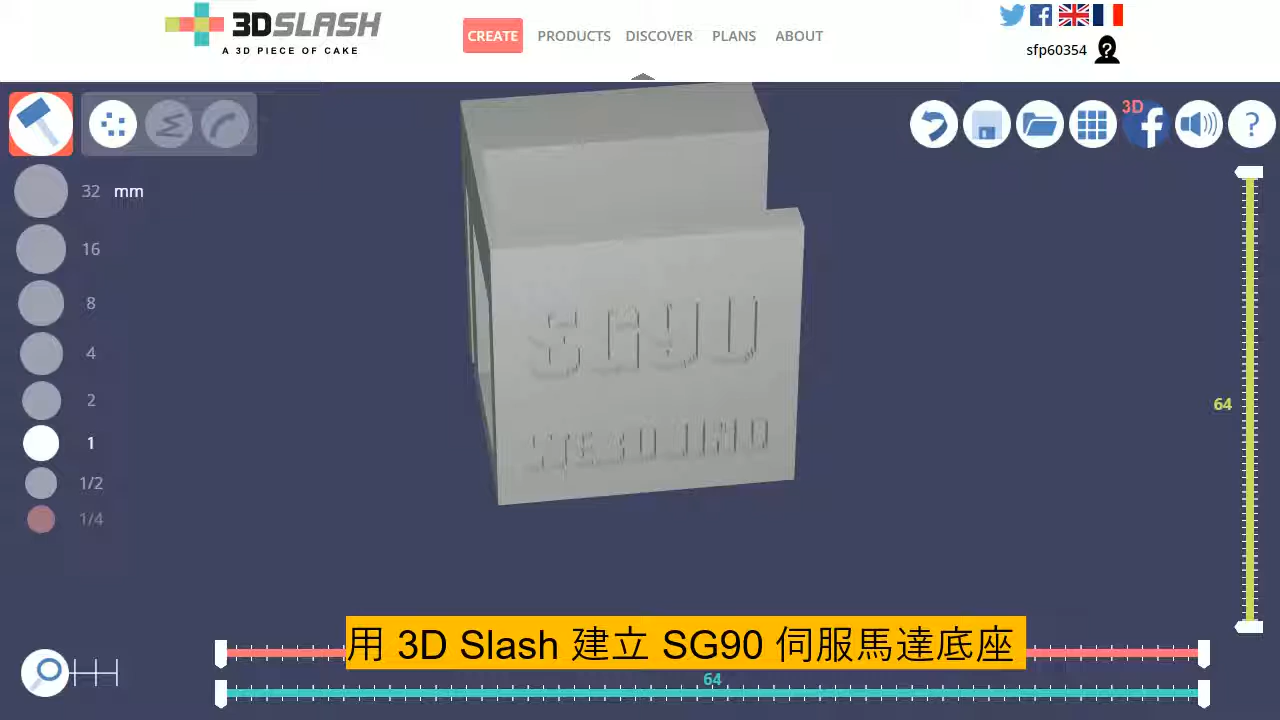 3DSLASH
A 3D PIECE OF CAKE
CREATE PRODUCTS DISCOVER PLANS ABOUT
sfp60354
3D
32 mm
16
8
4
2
1
1/2
1/4
SG90
64
用 3D Slash 建立 SG90 伺服馬達底座
64